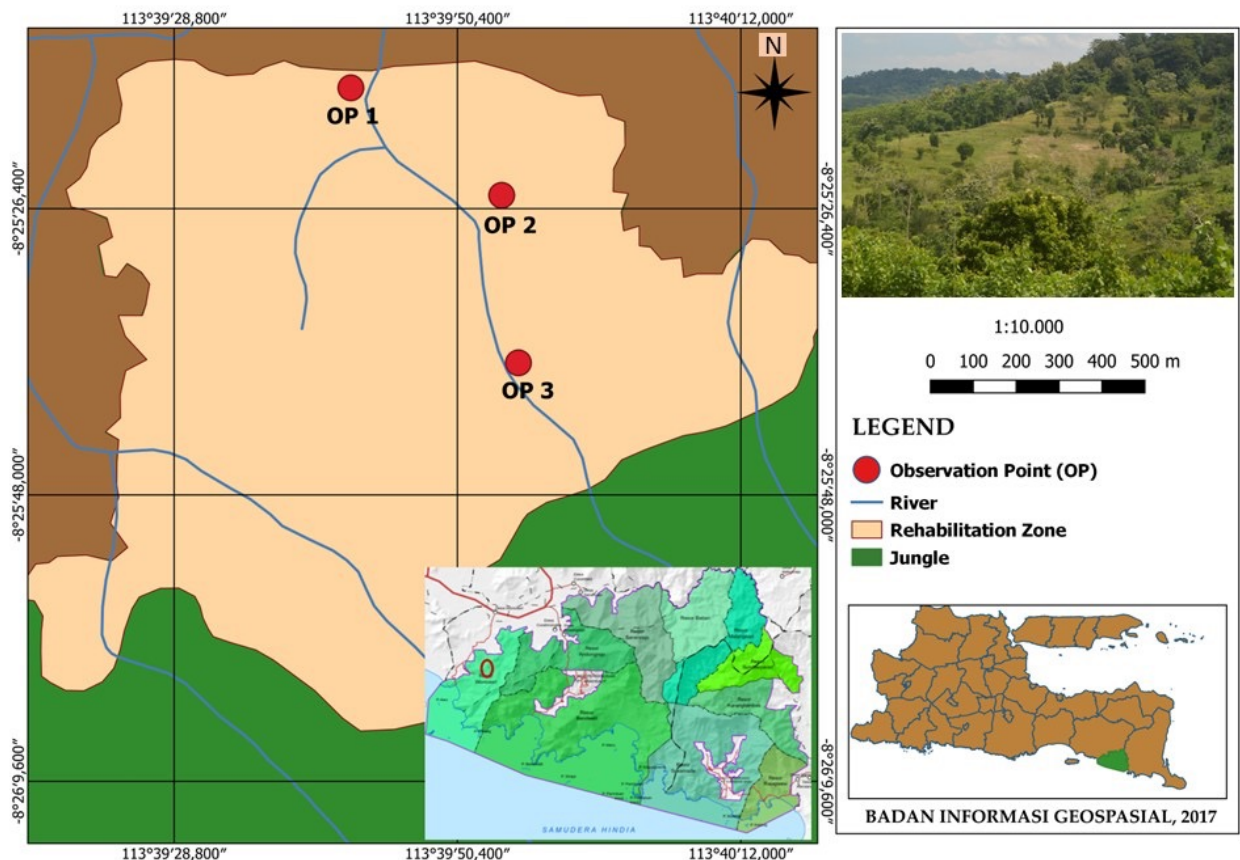 113°39'28,800″
113°39'50,400″
113°40'12,000″
N
OP 1
-8°25'26,400″
OP 2
-8°25'26,400″
OP 3
-8°25'48,000″
-8°25'48,000″
-8°26'9,600″
-8°26'9,600″
SAMUDERA HINDIA
113°39'28,800″
113°39'50,400″
113°40'12,000″
1:10.000
0 100 200 300 400 500 m
LEGEND
Observation Point (OP)
River
Rehabilitation Zone
Jungle
BADAN INFORMASI GEOSPASIAL, 2017